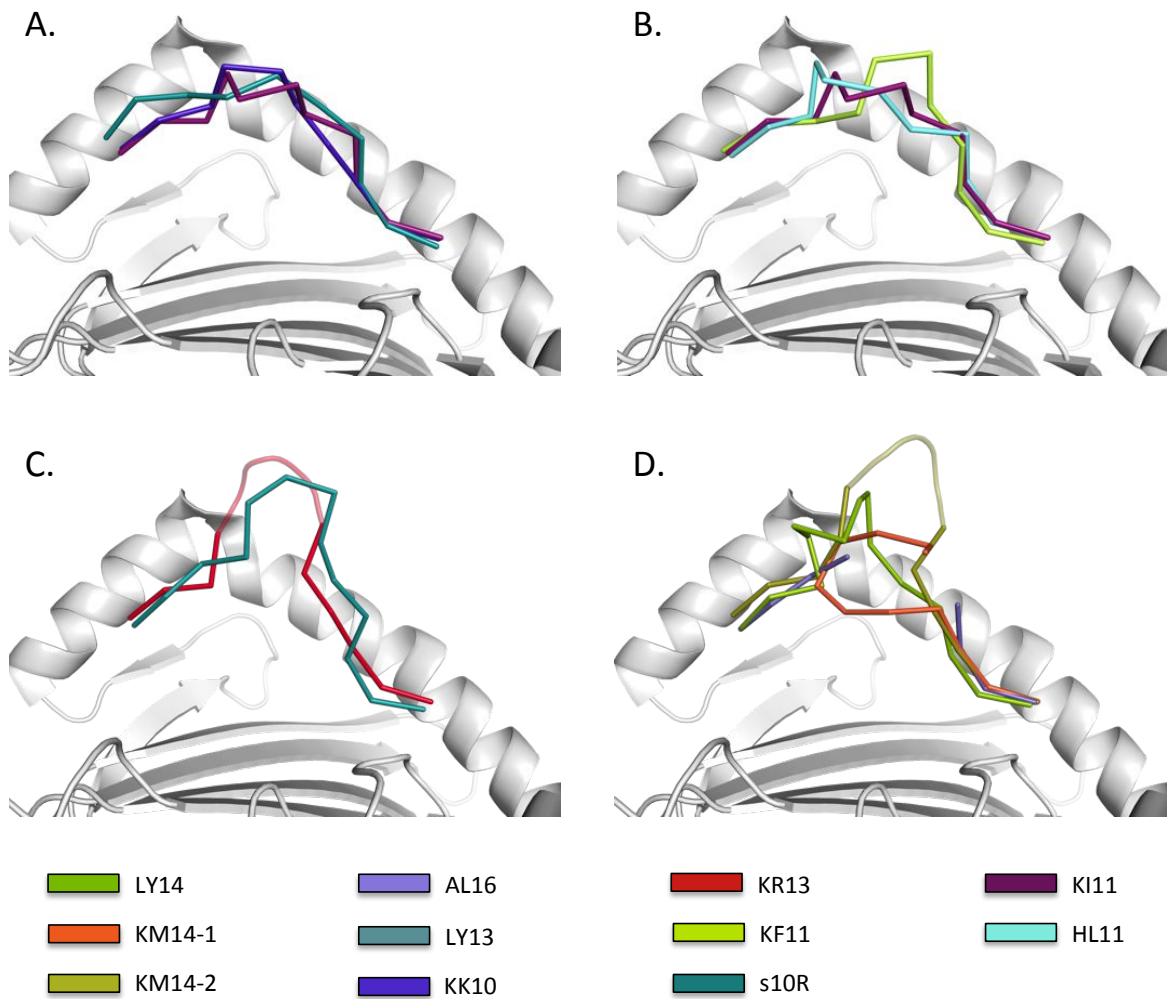 A.
B.
C.
D.
LY14
AL16
KR13
KI11
KM14-1
LY13
KF11
HL11
KM14-2
KK10
s10R